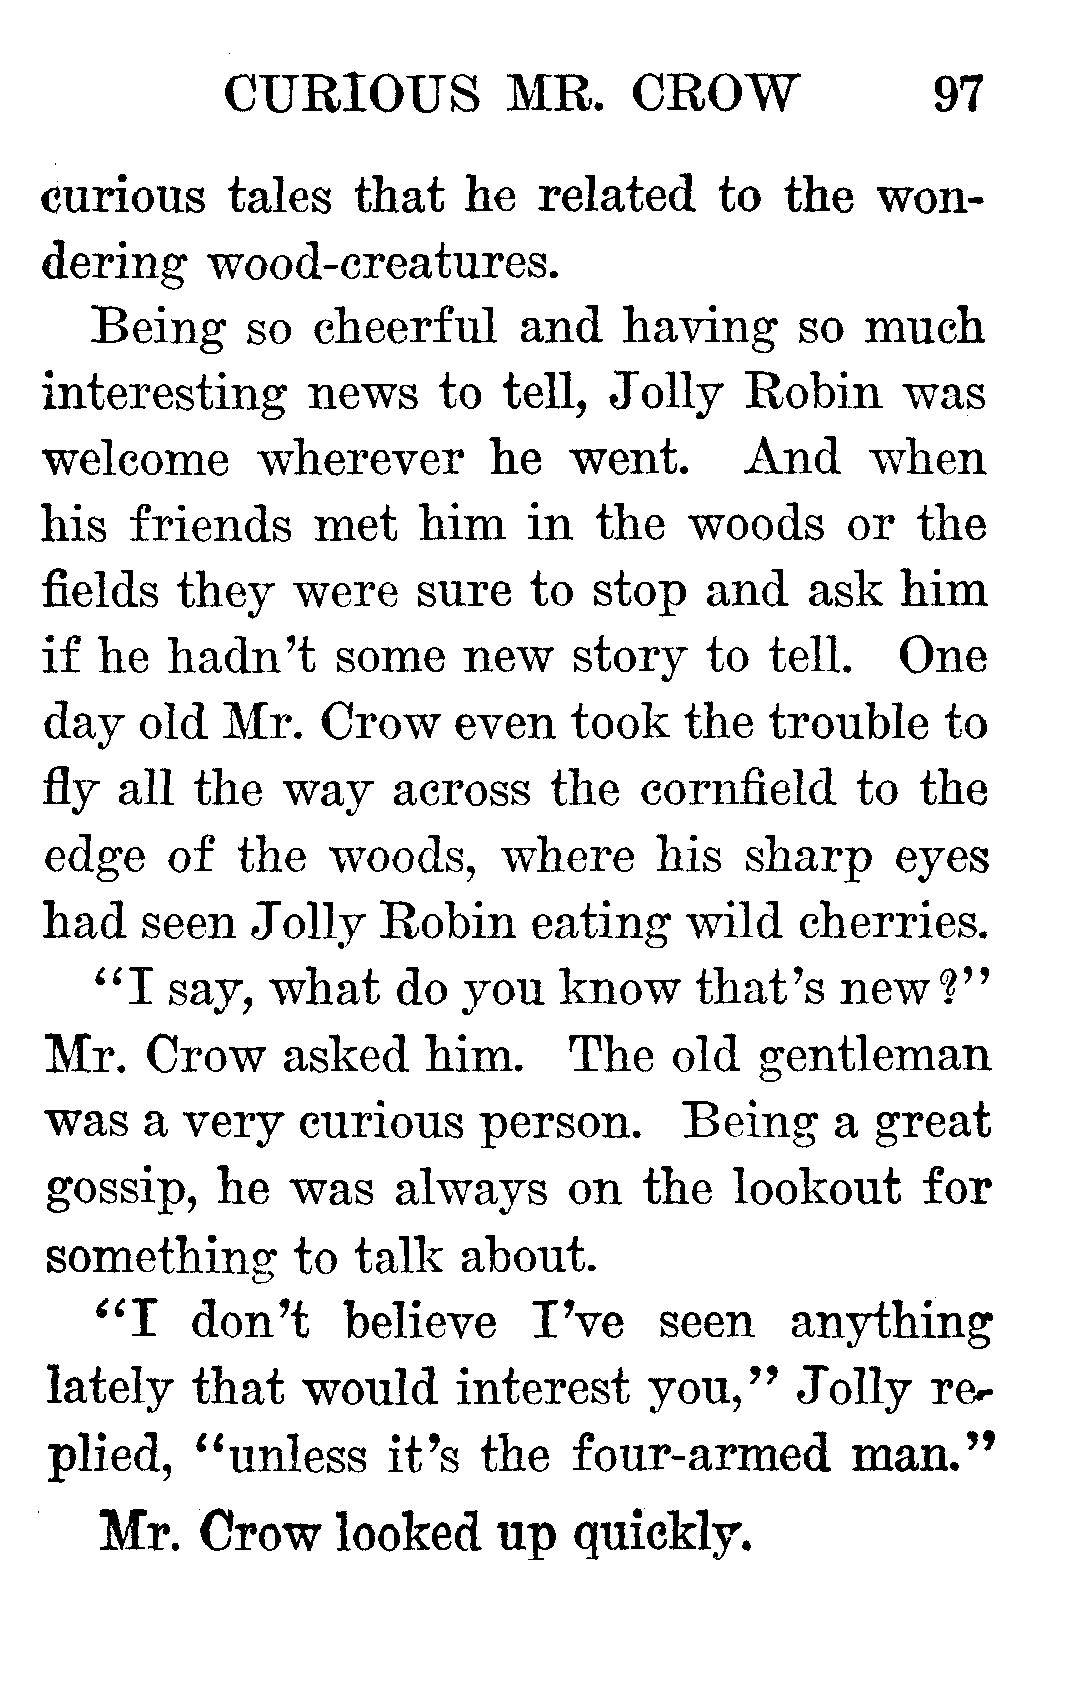 CURIOUS MR. CROW 97
curious tales that he related to the won-
dering wood-creatures.
Being so cheerful and having so much
interesting news to tell, Jolly Robin was
welcome wherever he went. And when
his friends met him in the woods or the
fields they were sure to stop and ask him
if he hadn't some new story to tell. One
day old Mr. Crow even took the trouble to
fly all the way across the cornfield to the
edge of the woods, where his sharp eyes
had seen Jolly Robin eating wild cherries.
"I say, what do you know that's new?"
Mr. Crow asked him. The old gentleman
was a very curious person. Being a great
gossip, he was always on the lookout for
something to talk about.
"I don't believe I've seen anything
lately that would interest you," Jolly re-
plied, "unless it's the four-armed man."
Mr. Crow looked up quickly.